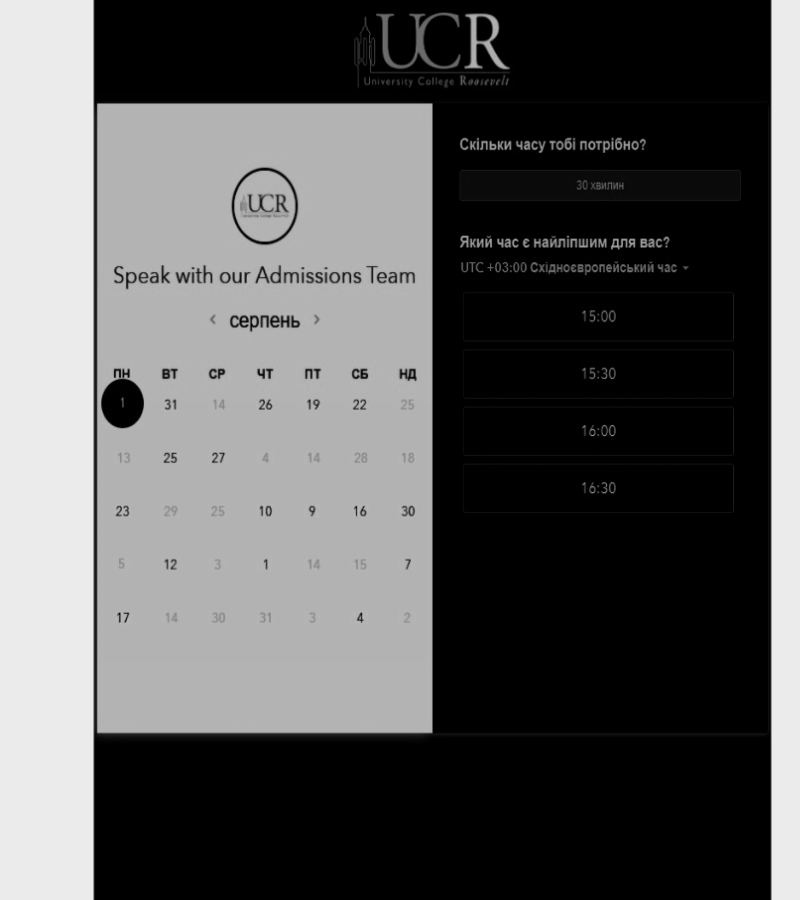 UCR
University College Roosevelt
UCR
University College Roosevelt
Speak with our Admissions Team
серпень
ПН ВТ СР ЧТ ПТ СБ НД
1 31 14 26 19 22 25
13 25 27 4 14 28 18
23 29 25 10 9 16 30
5 12 3 1 14 15 7
17 14 30 31 3 4 2
Скільки часу тобі потрібно?
30 хвилин
Який час є найліпшим для вас?
UTC +03:00 Східноєвропейський час
15:00
15:30
16:00
16:30